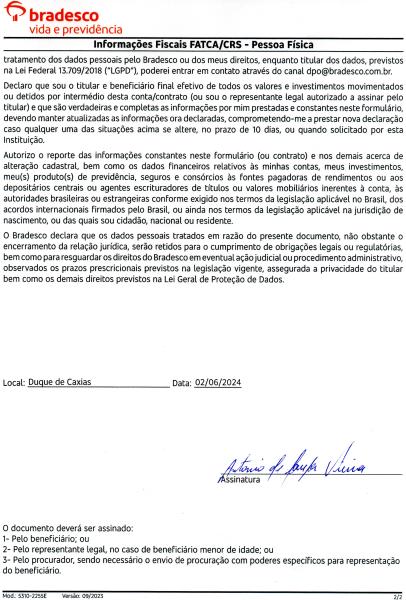 bradesco
vida e previdência
Informações Fiscais FATCA/CRS - Pessoa Física
tratamento dos dados pessoais pelo Bradesco ou dos meus direitos, enquanto titular dos dados, previstos
na Lei Federal 13.709/2018 ("LGPD"), poderei entrar em contato através do canal dpo@bradesco.com.br.
Declaro que sou o titular e beneficiário final efetivo de todos os valores e investimentos movimentados
ou detidos por intermédio desta conta/contrato (ou sou o representante legal autorizado a assinar pelo
titular) e que são verdadeiras e completas as informações por mim prestadas e constantes neste formulário,
devendo manter atualizadas as informações ora declaradas, comprometendo-me a prestar nova declaração
caso qualquer uma das situações acima se altere, no prazo de 10 dias, ou quando solicitado por esta
Instituição.
Autorizo o reporte das informações constantes neste formulário (ou contrato) e nos demais acerca de
alteração cadastral, bem como os dados financeiros relativos às minhas contas, meus investimentos,
meu(s) produto(s) de previdência, seguros e consórcios às fontes pagadoras de rendimentos ou aos
depositários centrais ou agentes escrituradores de títulos ou valores mobiliários inerentes à conta, às
autoridades brasileiras ou estrangeiras conforme exigido nos termos da legislação aplicável no Brasil, dos
acordos internacionais firmados pelo Brasil, ou ainda nos termos da legislação aplicável na jurisdição de
nascimento, ou das quais sou cidadão, nacional ou residente.
O Bradesco declara que os dados pessoais tratados em razão do presente documento, não obstante o
encerramento da relação jurídica, serão retidos para o cumprimento de obrigações legais ou regulatórias,
bem como para resguardar os direitos do Bradesco em eventual ação judicial ou procedimento administrativo,
observados os prazos prescricionais previstos na legislação vigente, assegurada a privacidade do titular
bem como os demais direitos previstos na Lei Geral de Proteção de Dados.
Local: Duque de Caxias Data: 02/06/2024
Antonio de Vieira
Assinatura
O documento deverá ser assinado:
1- Pelo beneficiário; ou
2- Pelo representante legal, no caso de beneficiário menor de idade; ou
3- Pelo procurador, sendo necessário o envio de procuração com poderes específicos para representação
do beneficiário.
Mod.: 5310-2255E Versão: 09/2023 2/2